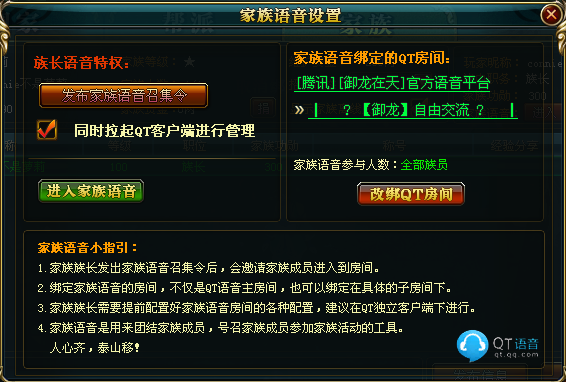 家族语音设置
族长语音特权:
发布家族语音召集令
同时拉起QT客户端进行管理
进入家族语音
家族语音绑定的QT房间:
[腾讯][御龙在天]官方语音平台
» | ？【御龙】自由交流 ？ |
家族语音参与人数:全部族员
改绑QT房间
家族语音小指引：
1.家族族长发出家族语音召集令后，会邀请家族成员进入到房间。
2.绑定家族语音的房间，不仅是QT语音主房间，也可以绑定在具体的子房间下。
3.家族族长需要提前配置好家族语音房间的各种配置，建议在QT独立客户端下进行。
4.家族语音是用来团结家族成员，号召家族成员参加家族活动的工具。
人心齐，泰山移!
QT语音
qt.qq.com